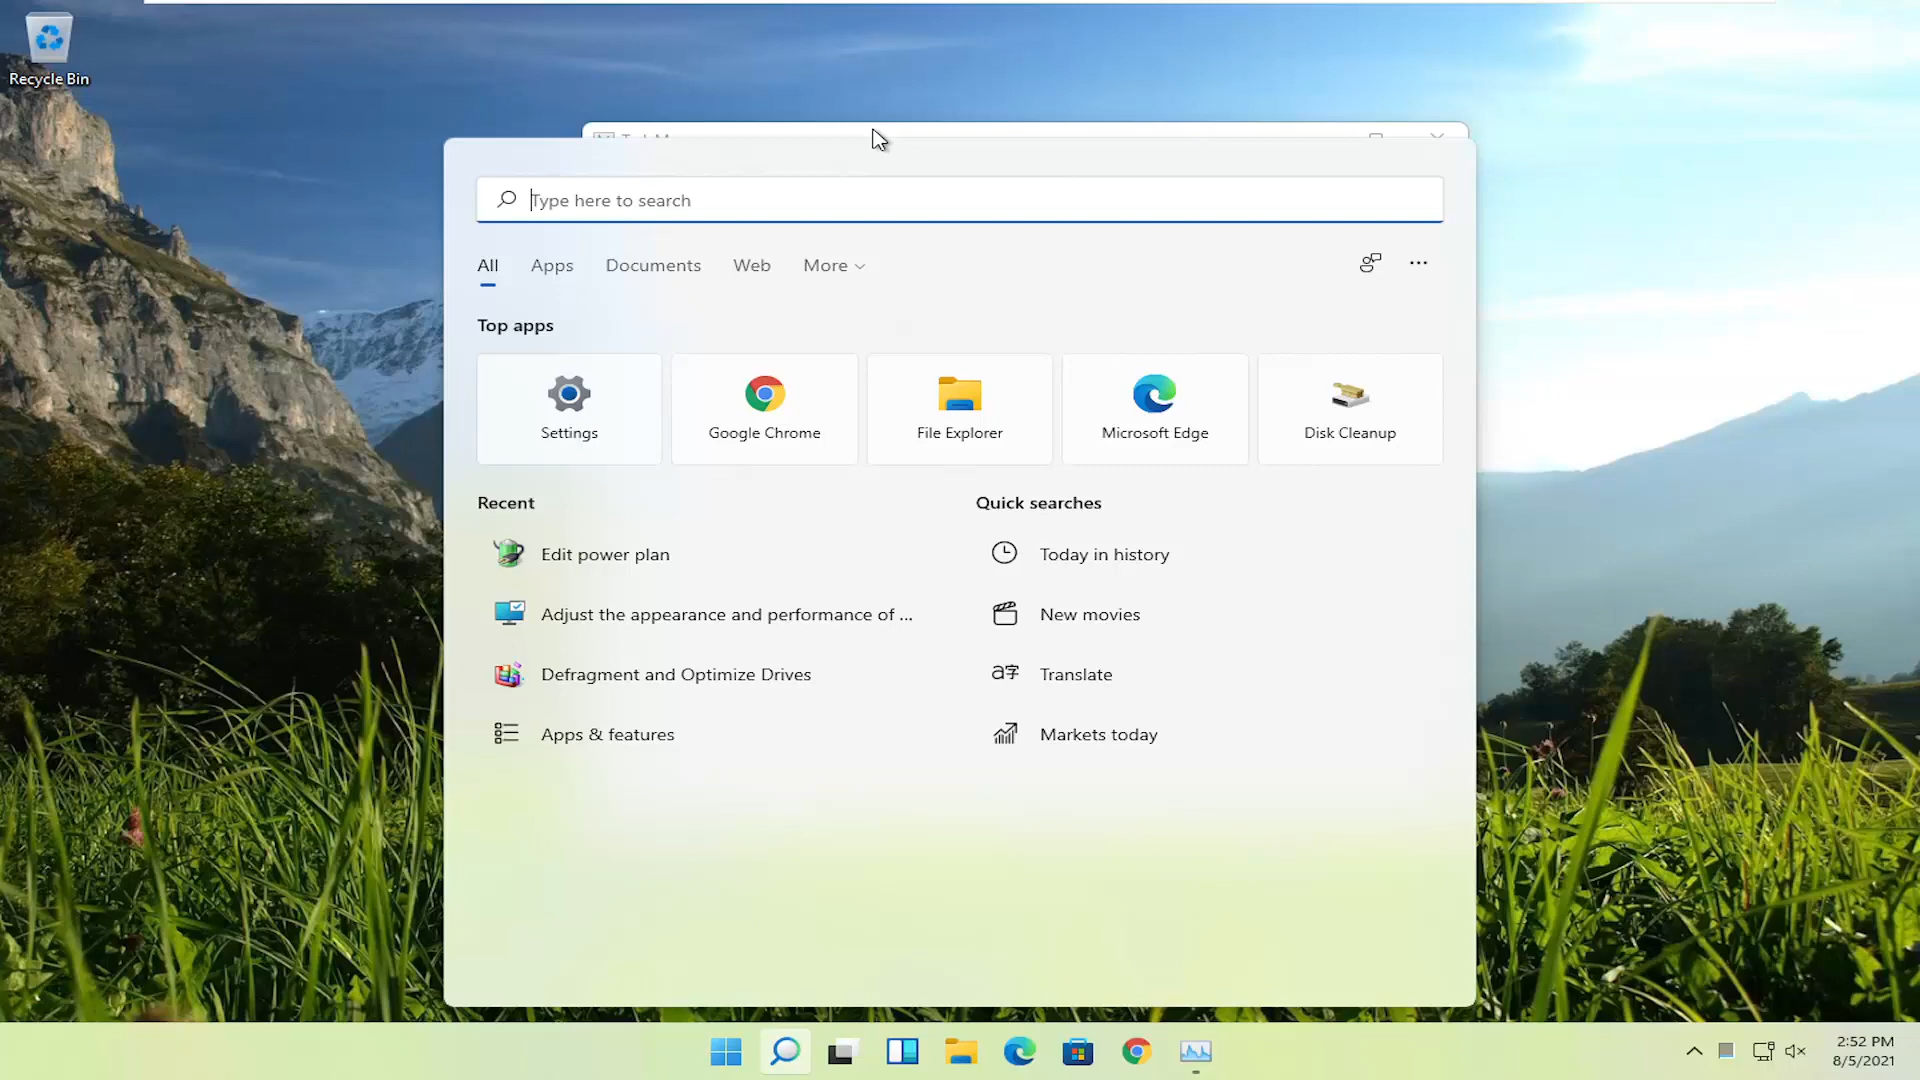 Recycle Bin
Type here to search
All Apps Documents Web More
Top apps
Settings Google Chrome File Explorer Microsoft Edge Disk Cleanup
Recent Quick searches
Edit power plan Today in history
Adjust the appearance and performance of ... New movies
Defragment and Optimize Drives a字 Translate
Apps & features Markets today
2:52 PM
8/5/2021